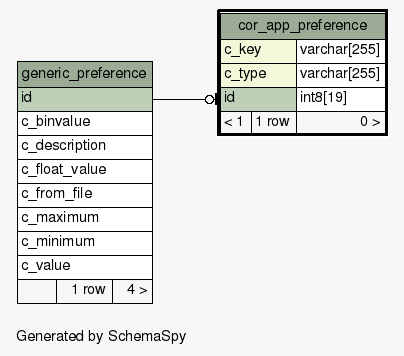 cor_app_preference
c_key varchar[255]
c_type varchar[255]
id int8[19]
< 1 1 row 0 >
generic_preference
id
c_binvalue
c_description
c_float_value
c_from_file
c_maximum
c_minimum
c_value
1 row 4 >
Generated by SchemaSpy